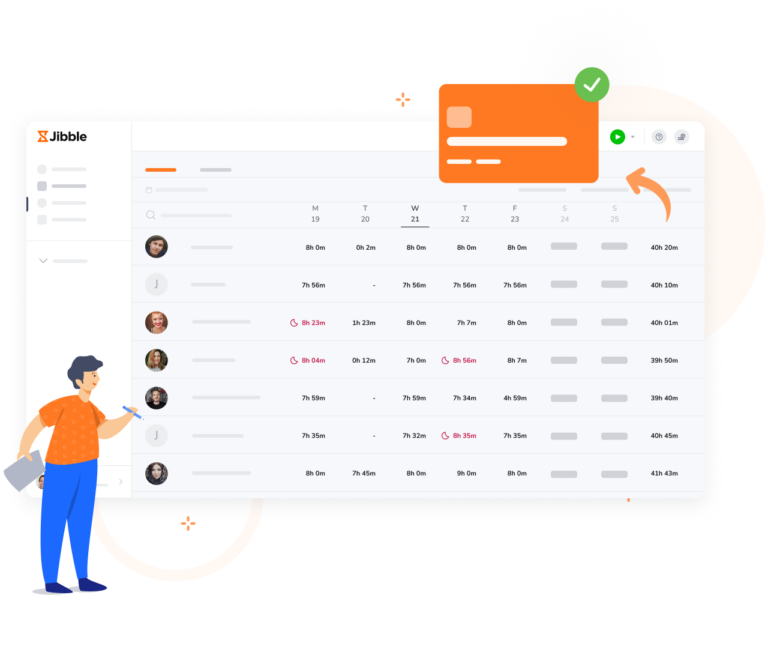 Jibble
M T W T F S S
19 20 21 22 23 24 25
8h 0m 0h 2m 8h 0m 8h 0m 8h 0m 40h 20m
J 7h 56m - 7h 56m 7h 56m 7h 56m 40h 10m
8h 23m 1h 23m 8h 0m 7h 7m 8h 0m 40h 01m
8h 04m 0h 12m 7h 0m 8h 56m 8h 7m 39h 50m
7h 59m - 7h 59m 7h 34m 4h 59m 39h 40m
J 7h 35m - 7h 32m 8h 35m 7h 35m 40h 45m
8h 0m 7h 45m 8h 0m 9h 0m 8h 0m 41h 43m